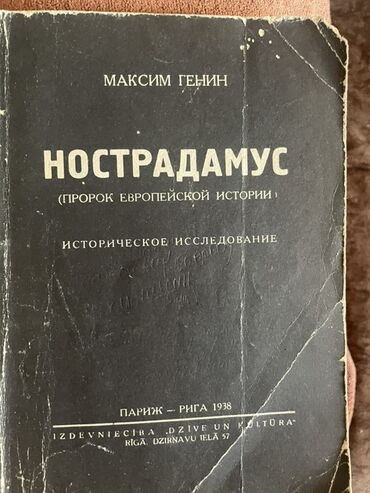 МАКСИМ ГЕНИН
НОСТРАДАМУС
(ПРОРОК ЕВРОПЕЙСКОЙ ИСТОРИИ)
ИСТОРИЧЕСКОЕ ИССЛЕДОВАНИЕ
ПАРИЖ — РИГА 1938
IZDEVNIECĪBA „DZĪVE UN KULTŪRA"
RĪGĀ, DZIRNAVU IELĀ 57